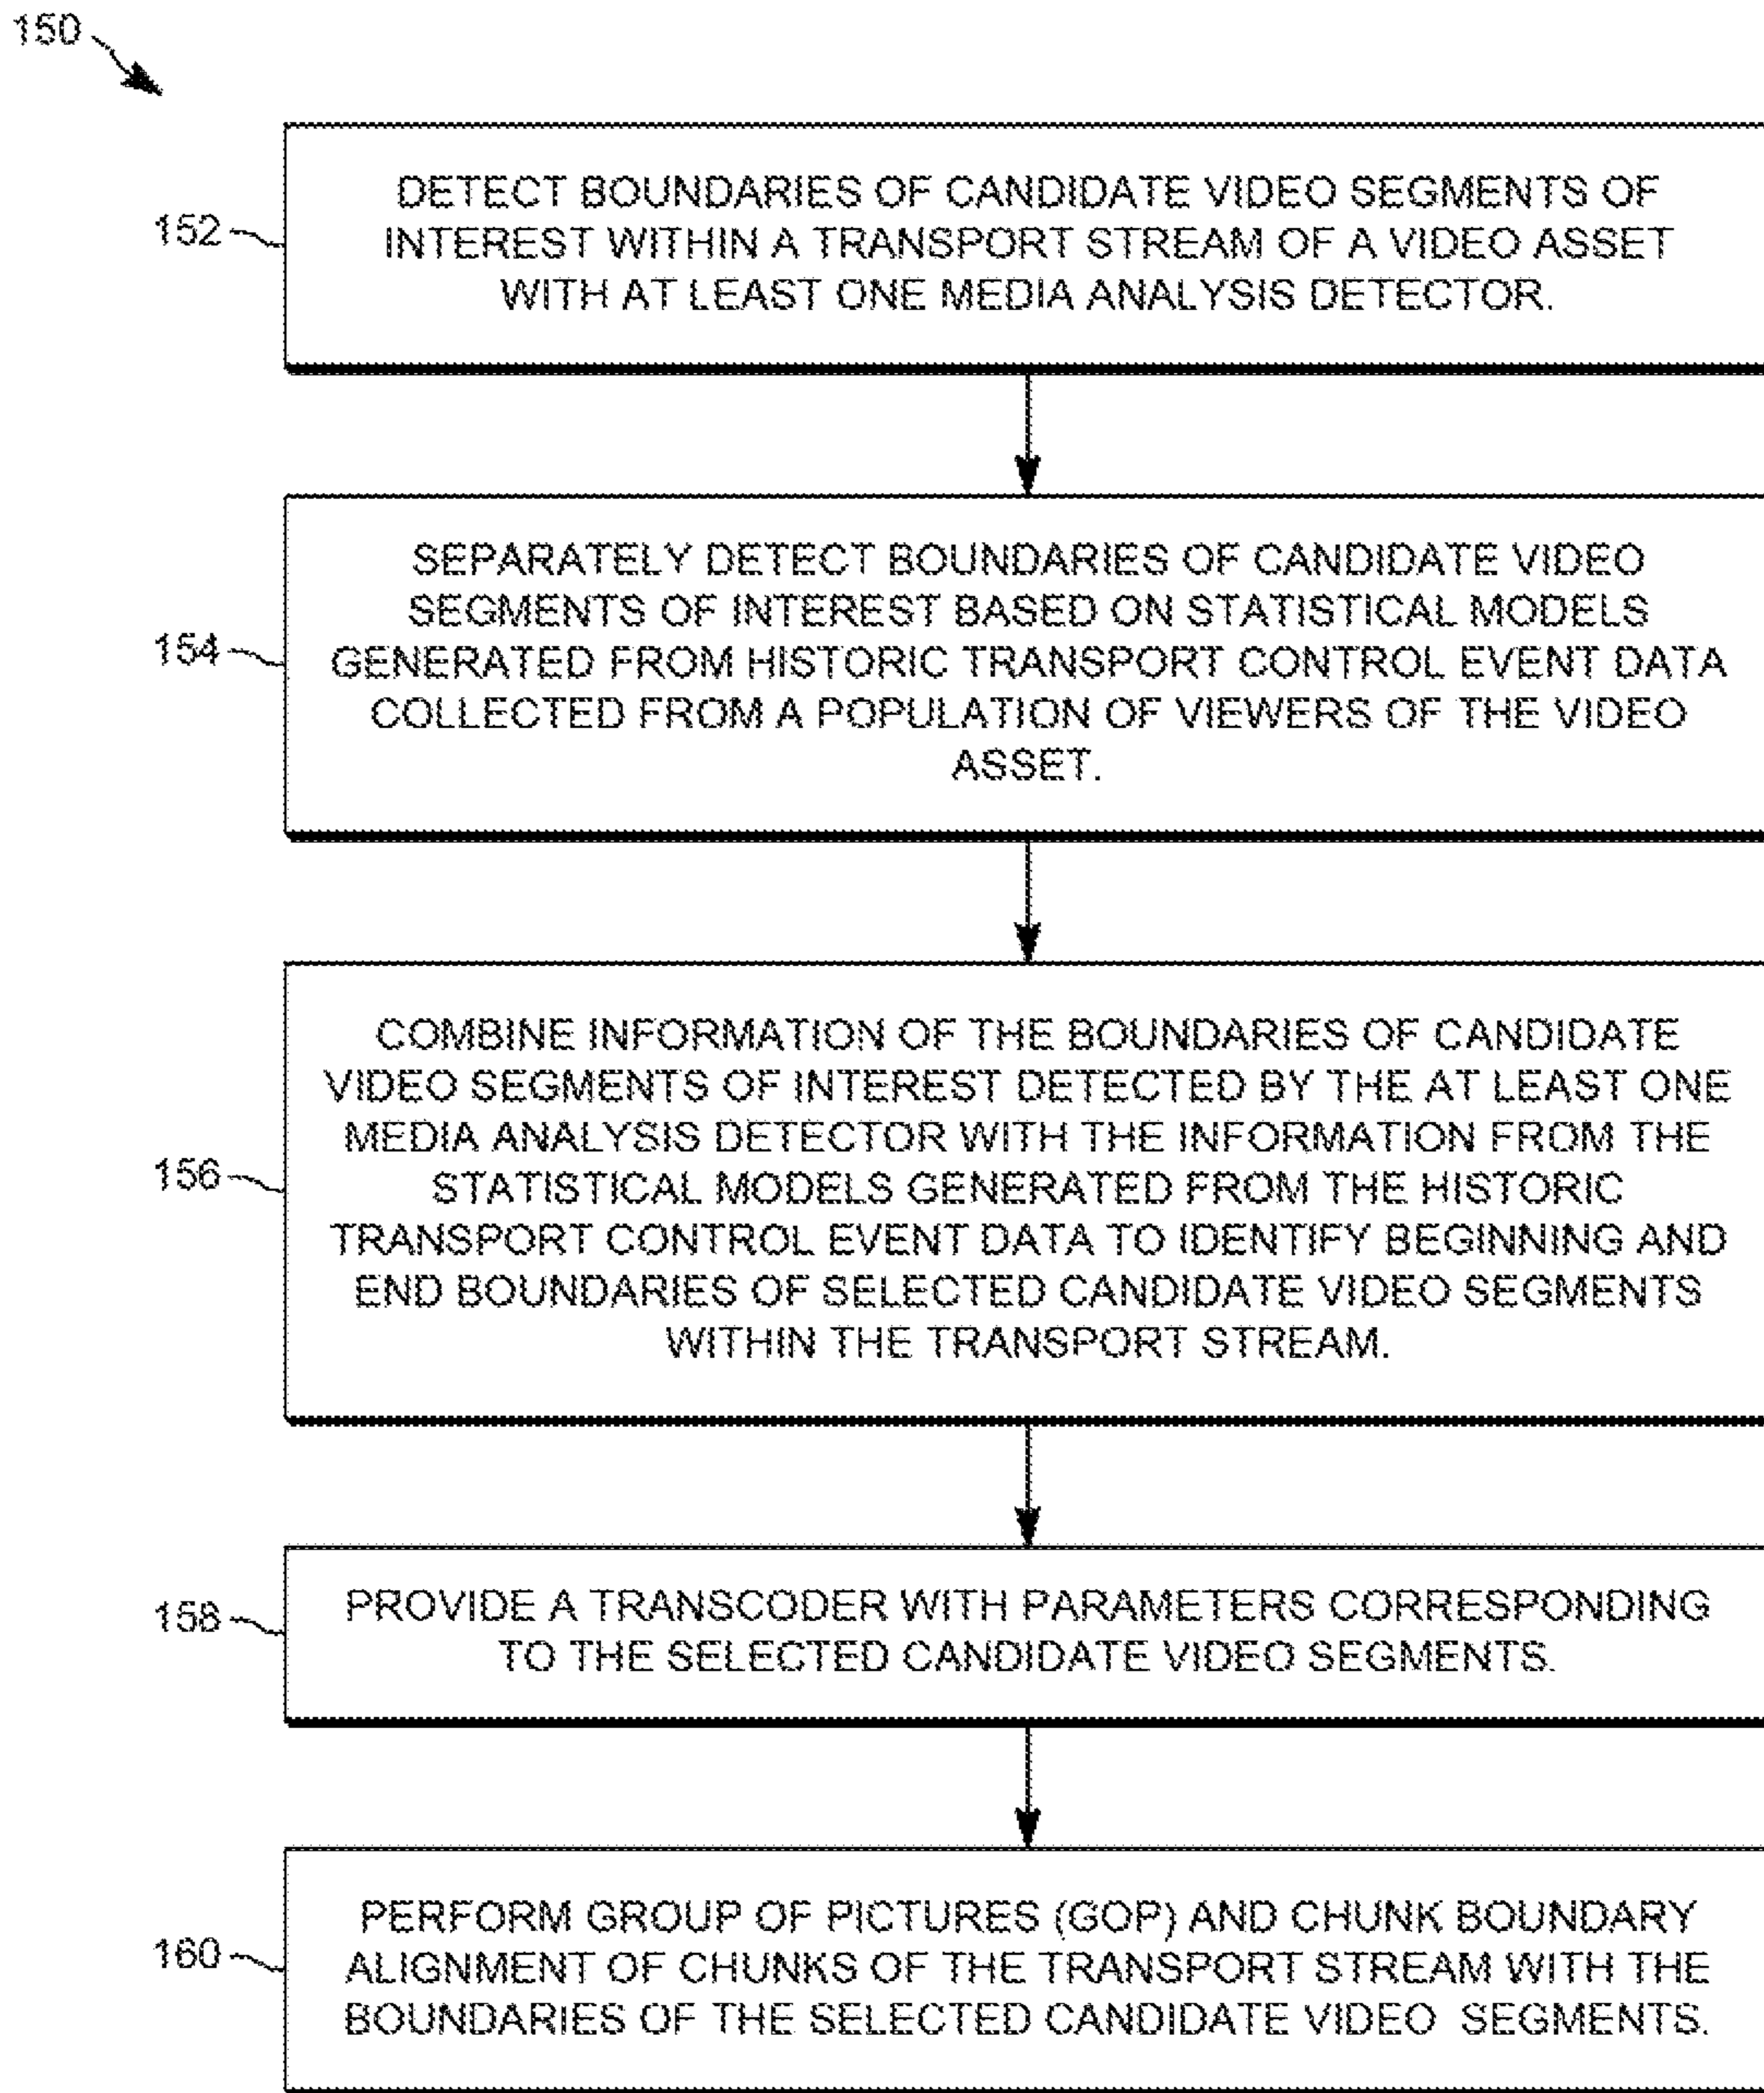 150
152
DETECT BOUNDARIES OF CANDIDATE VIDEO SEGMENTS OF
INTEREST WITHIN A TRANSPORT STREAM OF A VIDEO ASSET
WITH AT LEAST ONE MEDIA ANALYSIS DETECTOR.
154
SEPARATELY DETECT BOUNDARIES OF CANDIDATE VIDEO
SEGMENTS OF INTEREST BASED ON STATISTICAL MODELS
GENERATED FROM HISTORIC TRANSPORT CONTROL EVENT DATA
COLLECTED FROM A POPULATION OF VIEWERS OF THE VIDEO
ASSET.
156
COMBINE INFORMATION OF THE BOUNDARIES OF CANDIDATE
VIDEO SEGMENTS OF INTEREST DETECTED BY THE AT LEAST ONE
MEDIA ANALYSIS DETECTOR WITH THE INFORMATION FROM THE
STATISTICAL MODELS GENERATED FROM THE HISTORIC
TRANSPORT CONTROL EVENT DATA TO IDENTIFY BEGINNING AND
END BOUNDARIES OF SELECTED CANDIDATE VIDEO SEGMENTS
WITHIN THE TRANSPORT STREAM.
158
PROVIDE A TRANSCODER WITH PARAMETERS CORRESPONDING
TO THE SELECTED CANDIDATE VIDEO SEGMENTS.
160
PERFORM GROUP OF PICTURES (GOP) AND CHUNK BOUNDARY
ALIGNMENT OF CHUNKS OF THE TRANSPORT STREAM WITH THE
BOUNDARIES OF THE SELECTED CANDIDATE VIDEO SEGMENTS.